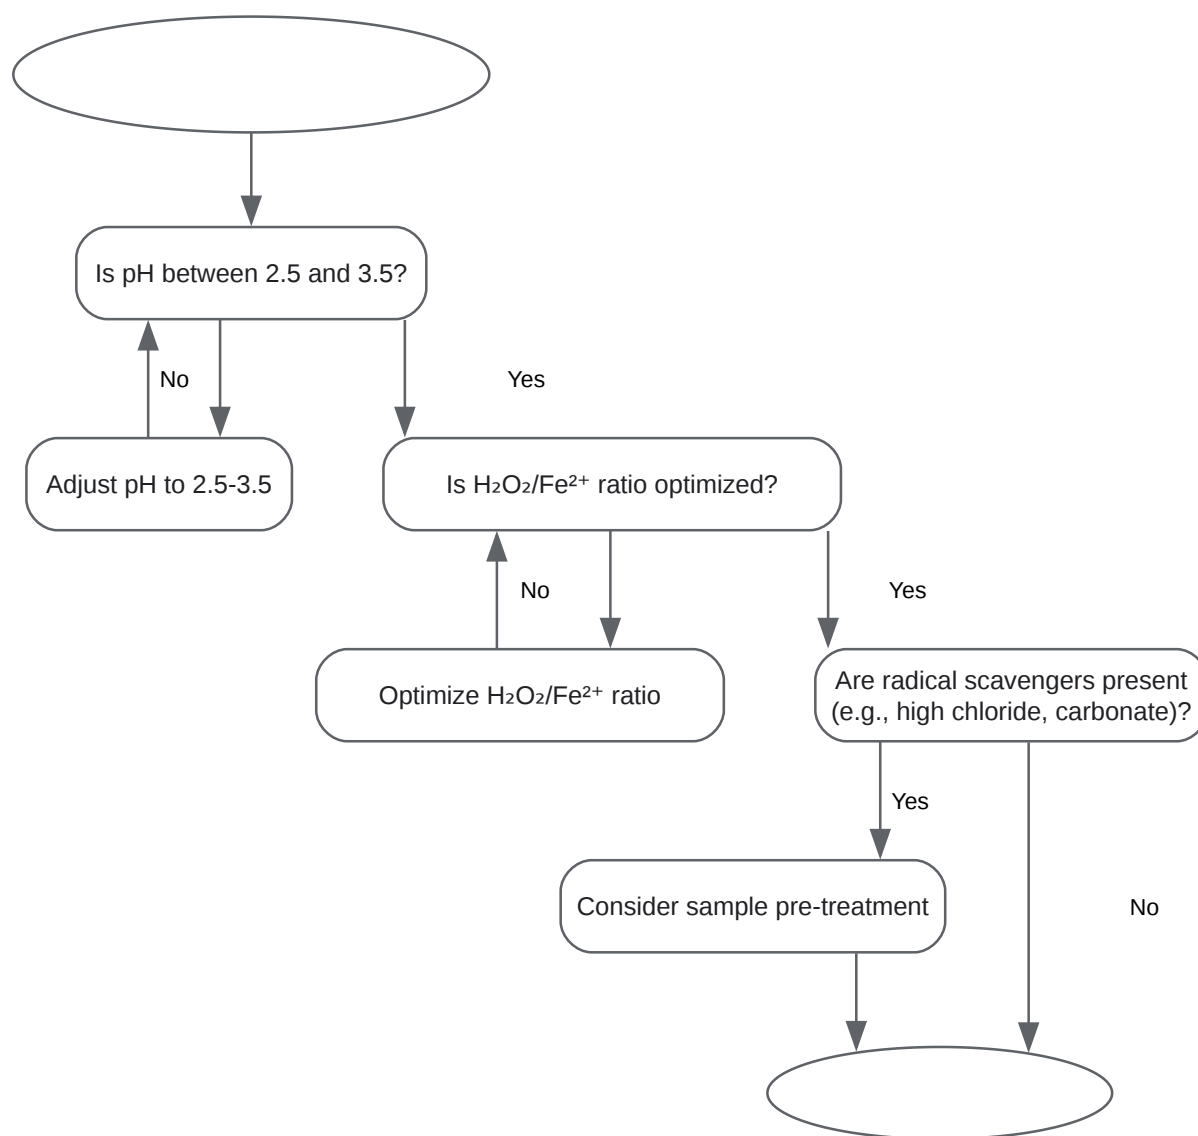 Is pH between 2.5 and 3.5?
No
Yes
Adjust pH to 2.5-3.5
Is H₂O₂/Fe²⁺ ratio optimized?
No
Yes
Optimize H₂O₂/Fe²⁺ ratio
Are radical scavengers present
(e.g., high chloride, carbonate)?
Yes
Consider sample pre-treatment
No